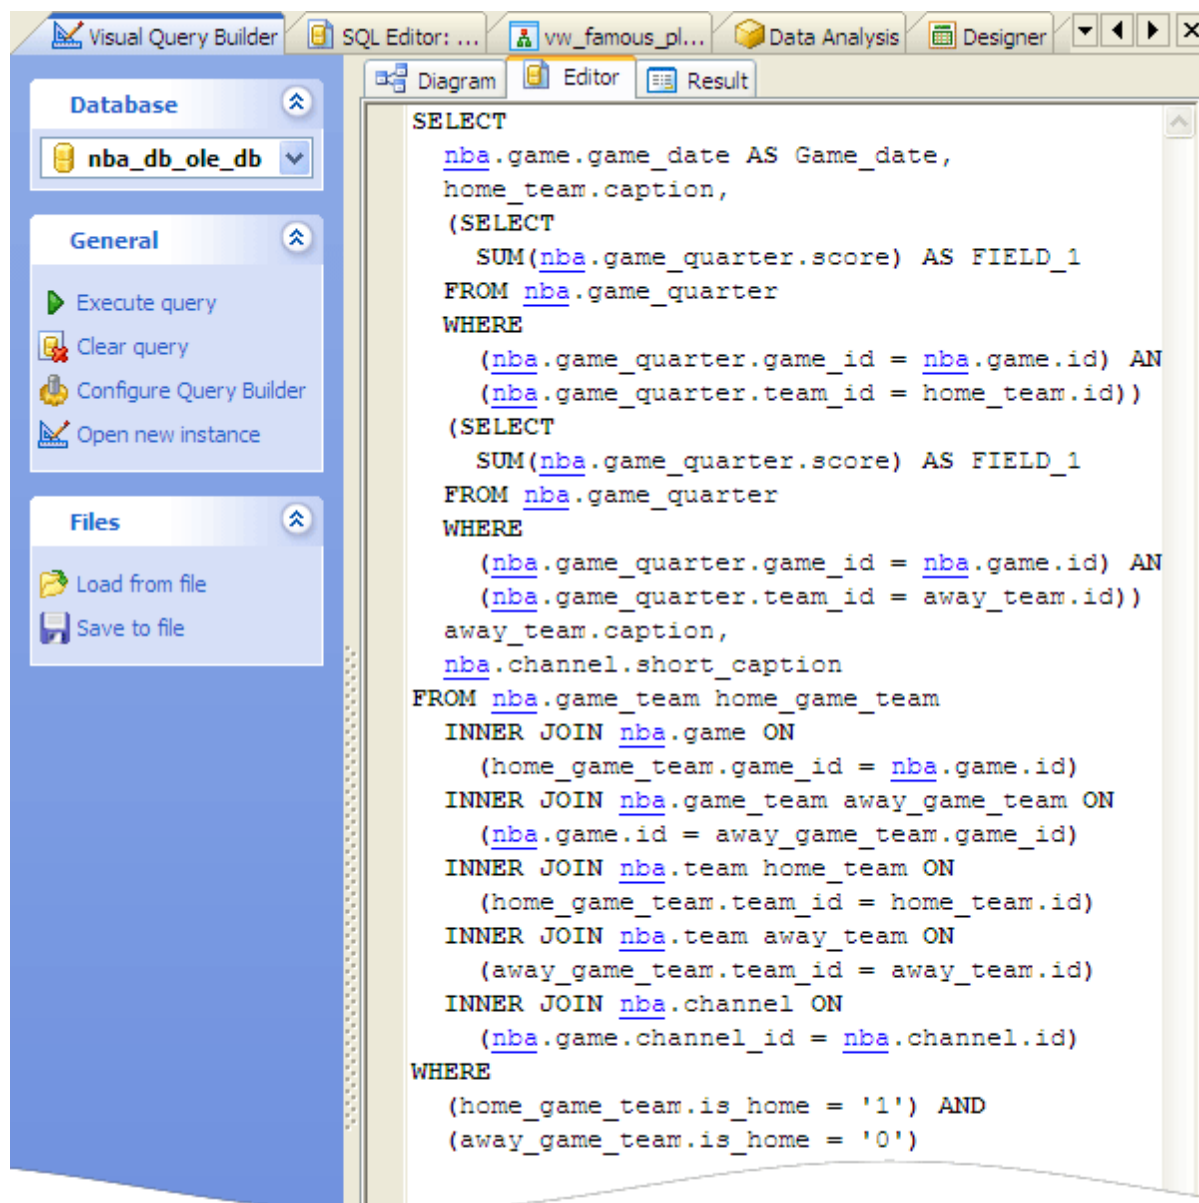 Visual Query Builder
SQL Editor: ...
vw_famous_pl...
Data Analysis
Designer
Database
nba_db_ole_db
General
Execute query
Clear query
Configure Query Builder
Open new instance
Files
Load from file
Save to file
Diagram
Editor
Result
SELECT
nba.game.game_date AS Game_date,
home_team.caption,
(SELECT
SUM(nba.game_quarter.score) AS FIELD_1
FROM nba.game_quarter
WHERE
(nba.game_quarter.game_id = nba.game.id) AN
(nba.game_quarter.team_id = home_team.id))
(SELECT
SUM(nba.game_quarter.score) AS FIELD_1
FROM nba.game_quarter
WHERE
(nba.game_quarter.game_id = nba.game.id) AN
(nba.game_quarter.team_id = away_team.id))
away_team.caption,
nba.channel.short_caption
FROM nba.game_team home_game_team
INNER JOIN nba.game ON
(home_game_team.game_id = nba.game.id)
INNER JOIN nba.game_team away_game_team ON
(nba.game.id = away_game_team.game_id)
INNER JOIN nba.team home_team ON
(home_game_team.team_id = home_team.id)
INNER JOIN nba.team away_team ON
(away_game_team.team_id = away_team.id)
INNER JOIN nba.channel ON
(nba.game.channel_id = nba.channel.id)
WHERE
(home_game_team.is_home = '1') AND
(away_game_team.is_home = '0')